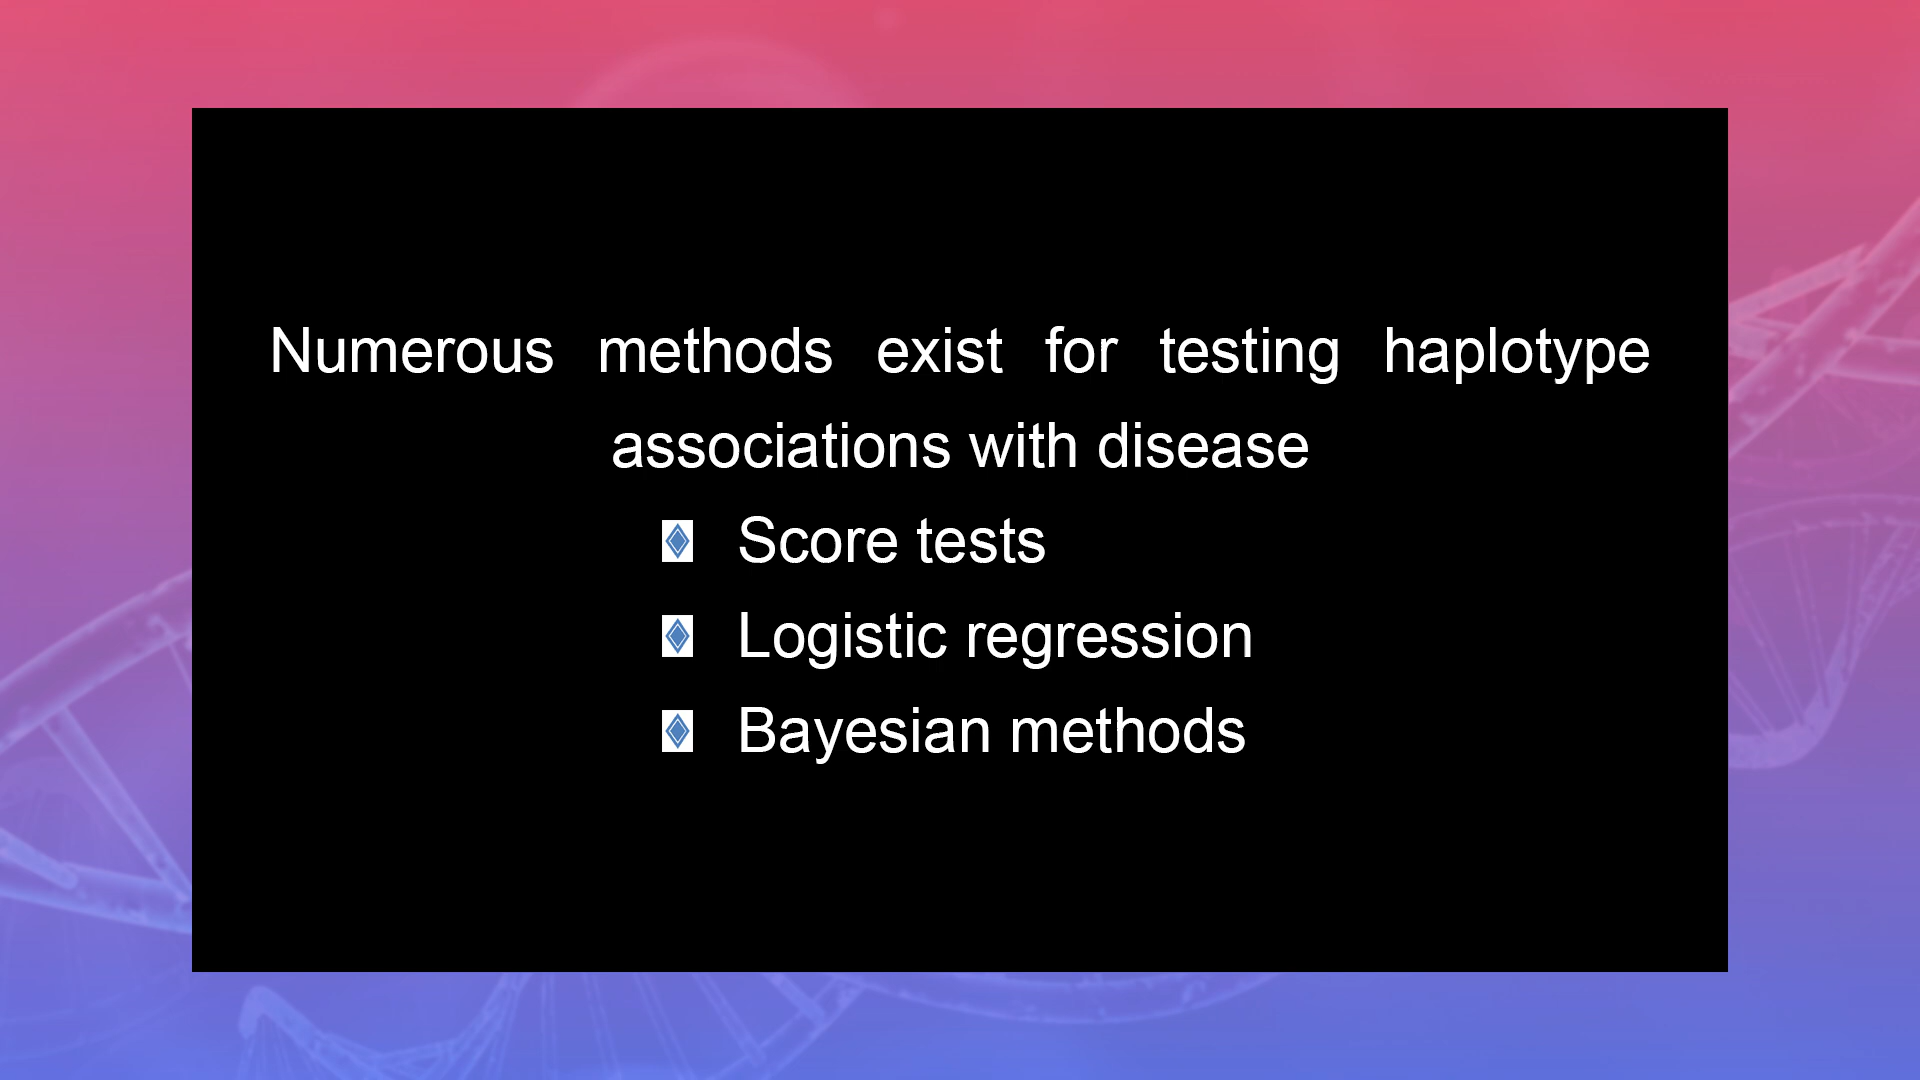 Numerous methods exist for testing haplotype
associations with disease
Score tests
Logistic regression
Bayesian methods